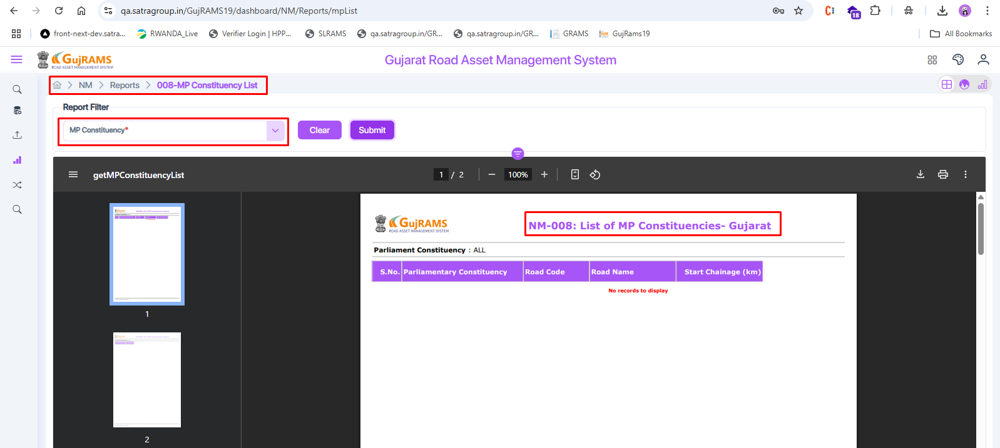 qa.satragroup.in/GujRAMS19/dashboard/NM/Reports/mpList
18
front-next-dev.satra...
RWANDA_Live
Verifier Login | HPP...
SLRAMS
qa.satragroup.in/GR...
qa.satragroup.in/GR...
GRAMS
GujRams19
All Bookmarks
GujRAMS
ROAD ASSET MANAGEMENT SYSTEM
Gujarat Road Asset Management System
NM > Reports > 008-MP Constituency List
Report Filter
MP Constituency*
Clear
Submit
getMPConstituencyList
1 / 2
100%
1
2
GujRAMS
ROAD ASSET MANAGEMENT SYSTEM
NM-008: List of MP Constituencies- Gujarat
Parliament Constituency : ALL
S.No. Parliamentary Constituency Road Code Road Name Start Chainage (km)
No records to display